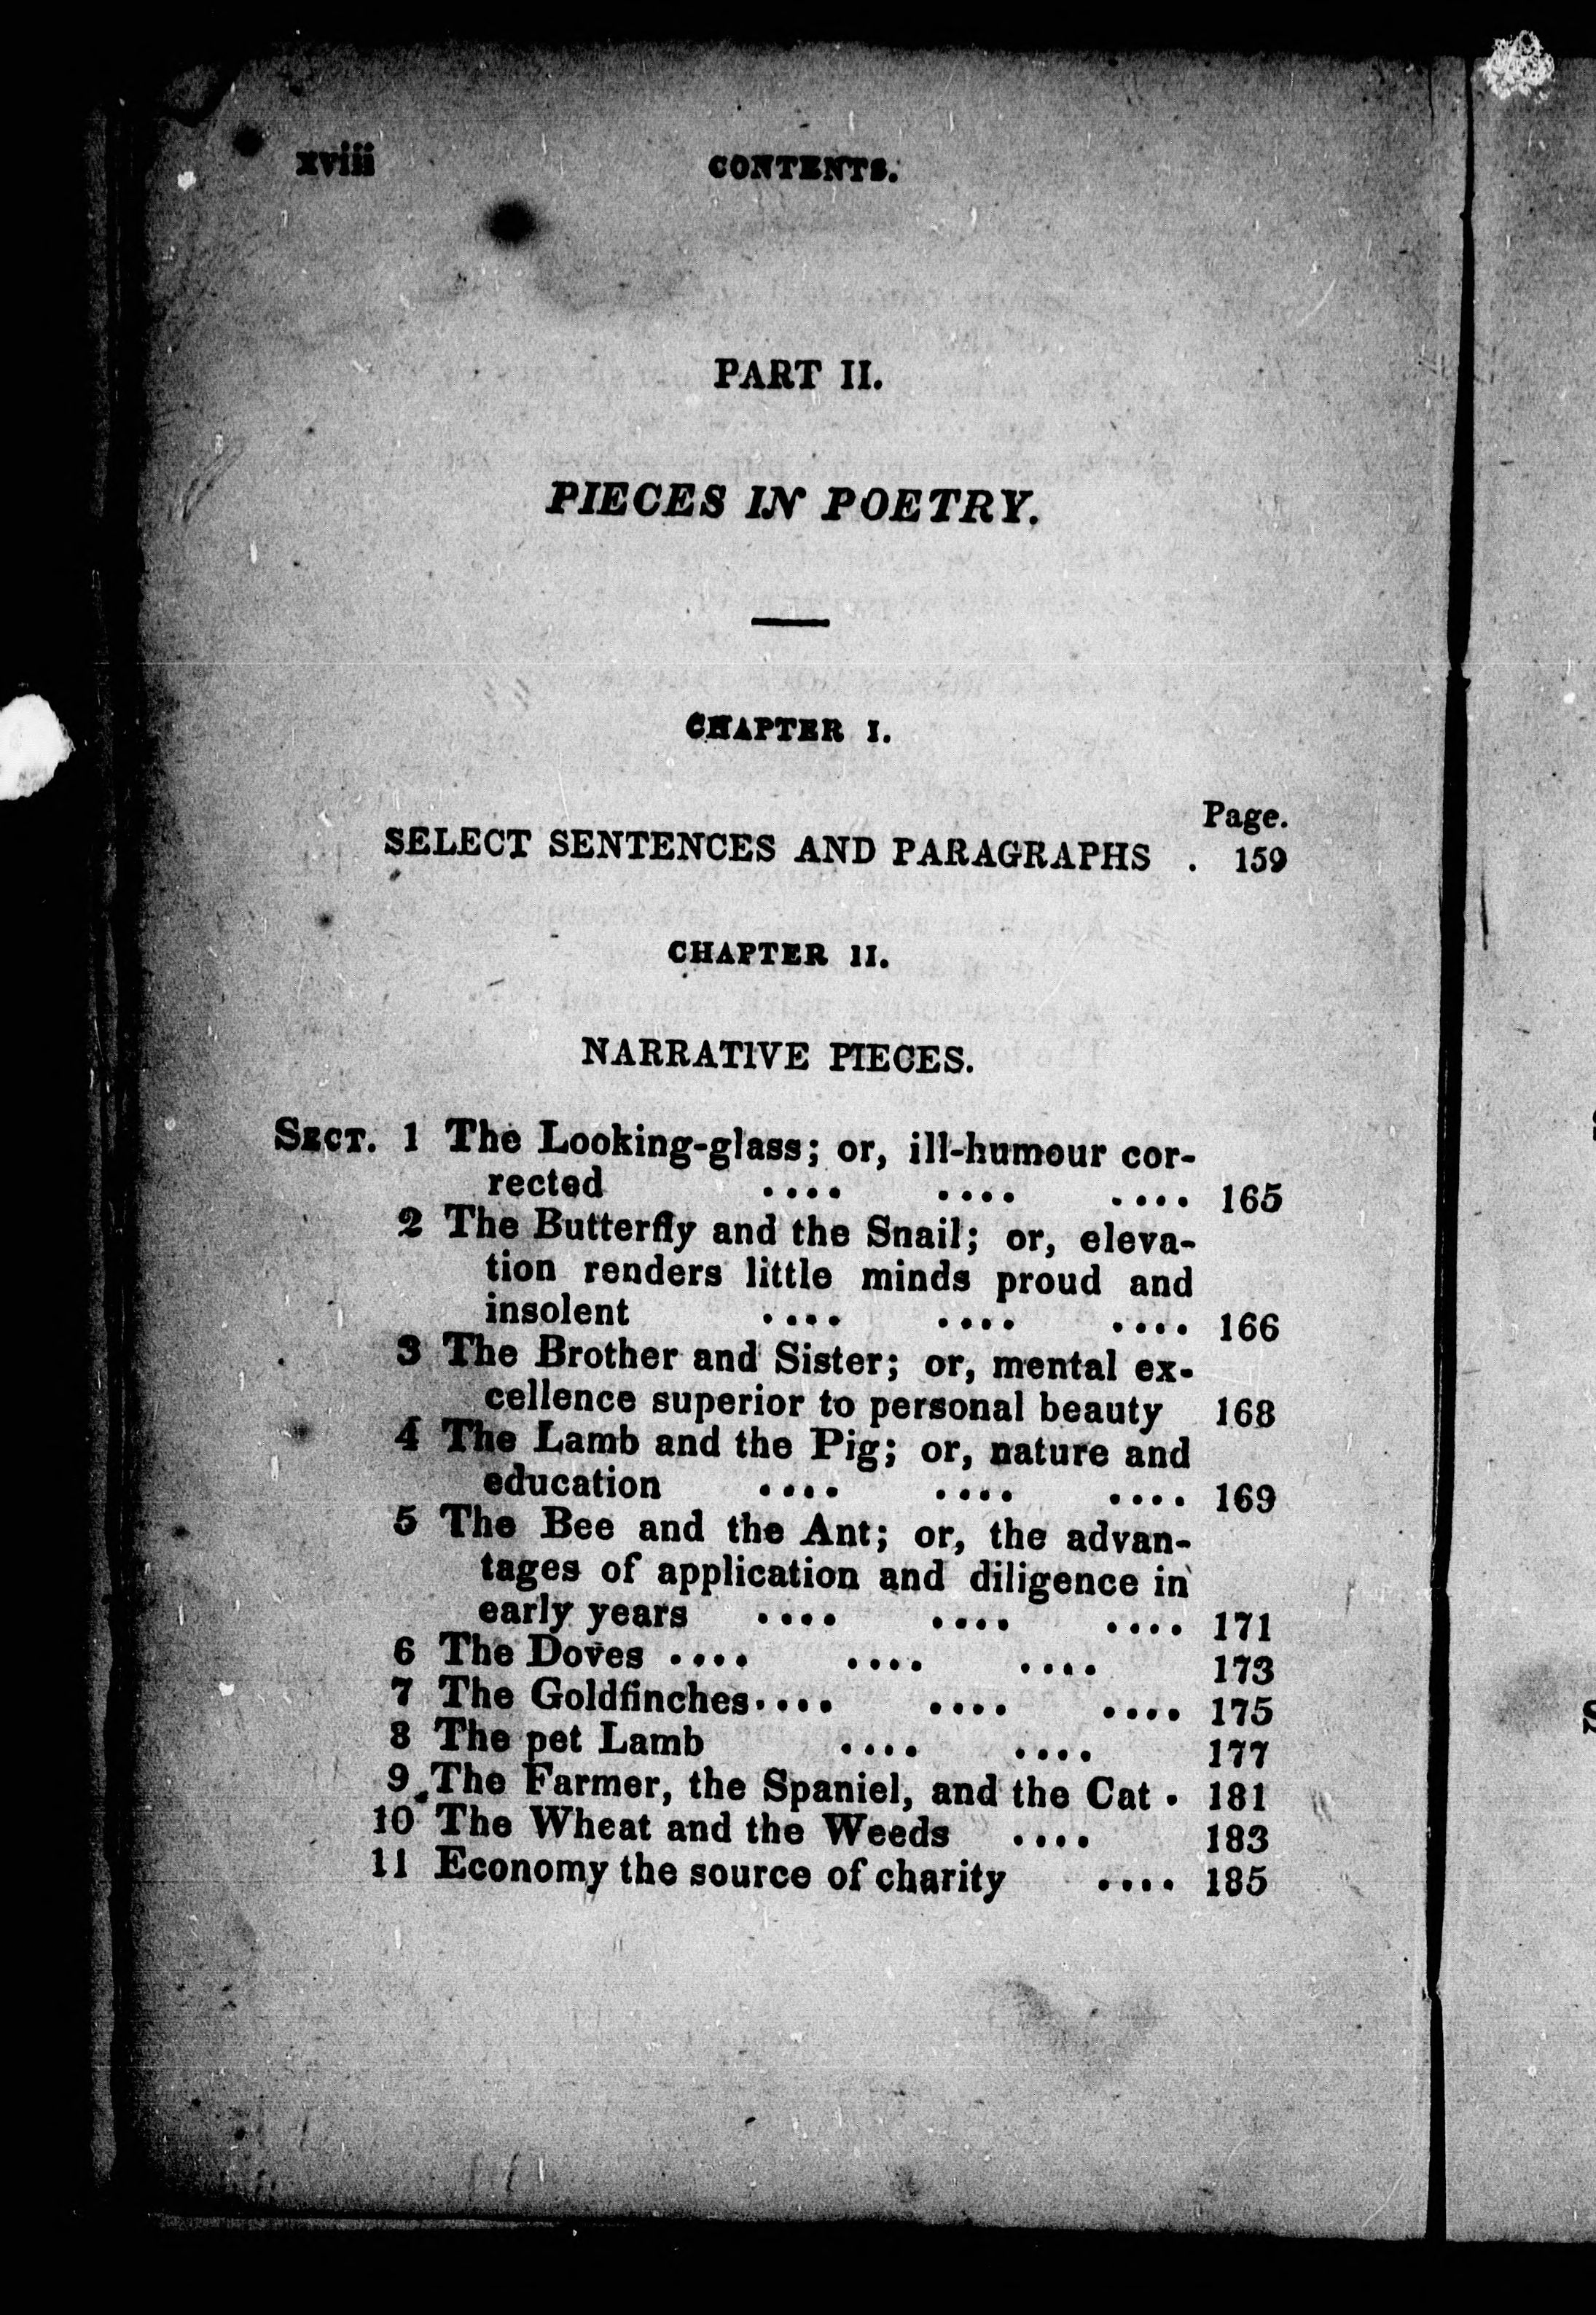 xviii CONTENTS.
PART II.
PIECES IN POETRY.
CHAPTER I.
Page.
SELECT SENTENCES AND PARAGRAPHS . 159
CHAPTER II.
NARRATIVE PIECES.
SECT. 1 The Looking-glass; or, ill-humour cor-
rected .... .... .... 165
2 The Butterfly and the Snail; or, eleva-
tion renders little minds proud and
insolent .... .... .... 166
3 The Brother and Sister; or, mental ex-
cellence superior to personal beauty 168
4 The Lamb and the Pig; or, nature and
education .... .... .... 169
5 The Bee and the Ant; or, the advan-
tages of application and diligence in
early years .... .... .... 171
6 The Doves .... .... .... 173
7 The Goldfinches.... .... .... 175
8 The pet Lamb .... .... 177
9 The Farmer, the Spaniel, and the Cat . 181
10 The Wheat and the Weeds .... 183
11 Economy the source of charity .... 185